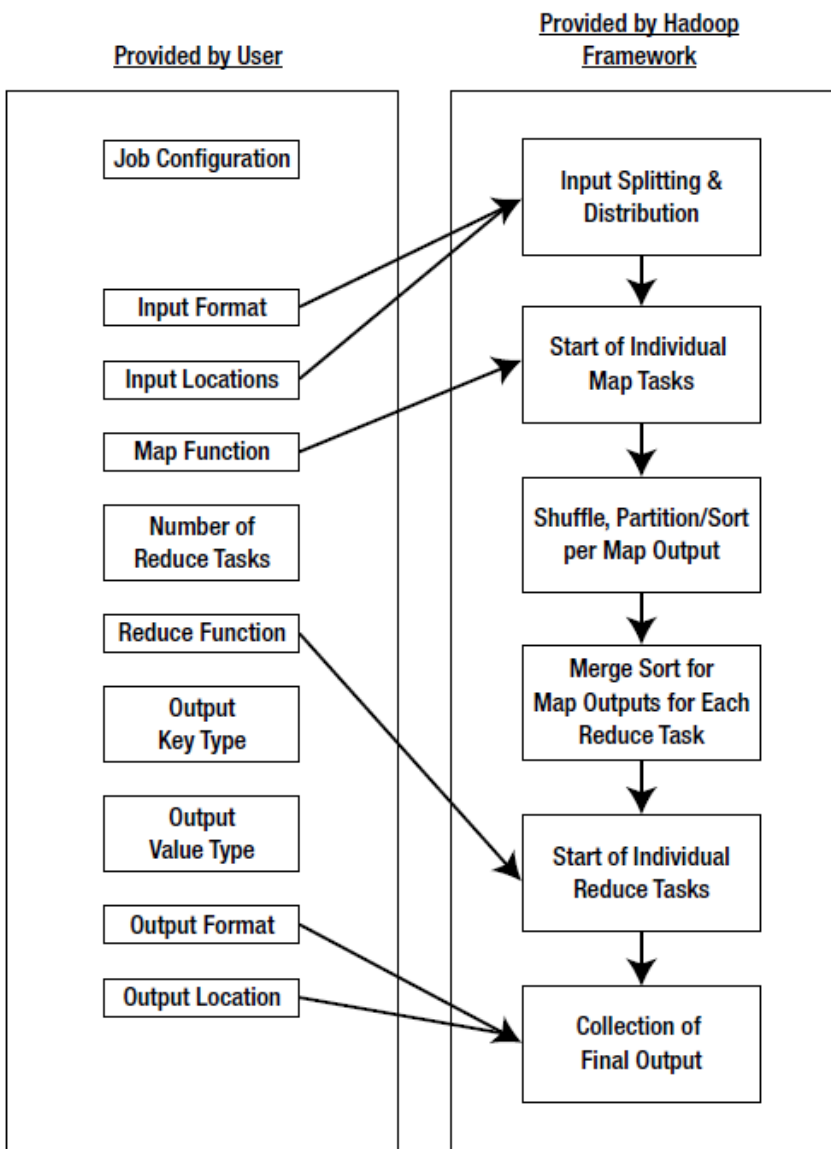 Provided by User
Job Configuration
Input Format
Input Locations
Map Function
Number of
Reduce Tasks
Reduce Function
Output
Key Type
Output
Value Type
Output Format
Output Location
Provided by Hadoop
Framework
Input Splitting &
Distribution
Start of Individual
Map Tasks
Shuffle, Partition/Sort
per Map Output
Merge Sort for
Map Outputs for Each
Reduce Task
Start of Individual
Reduce Tasks
Collection of
Final Output